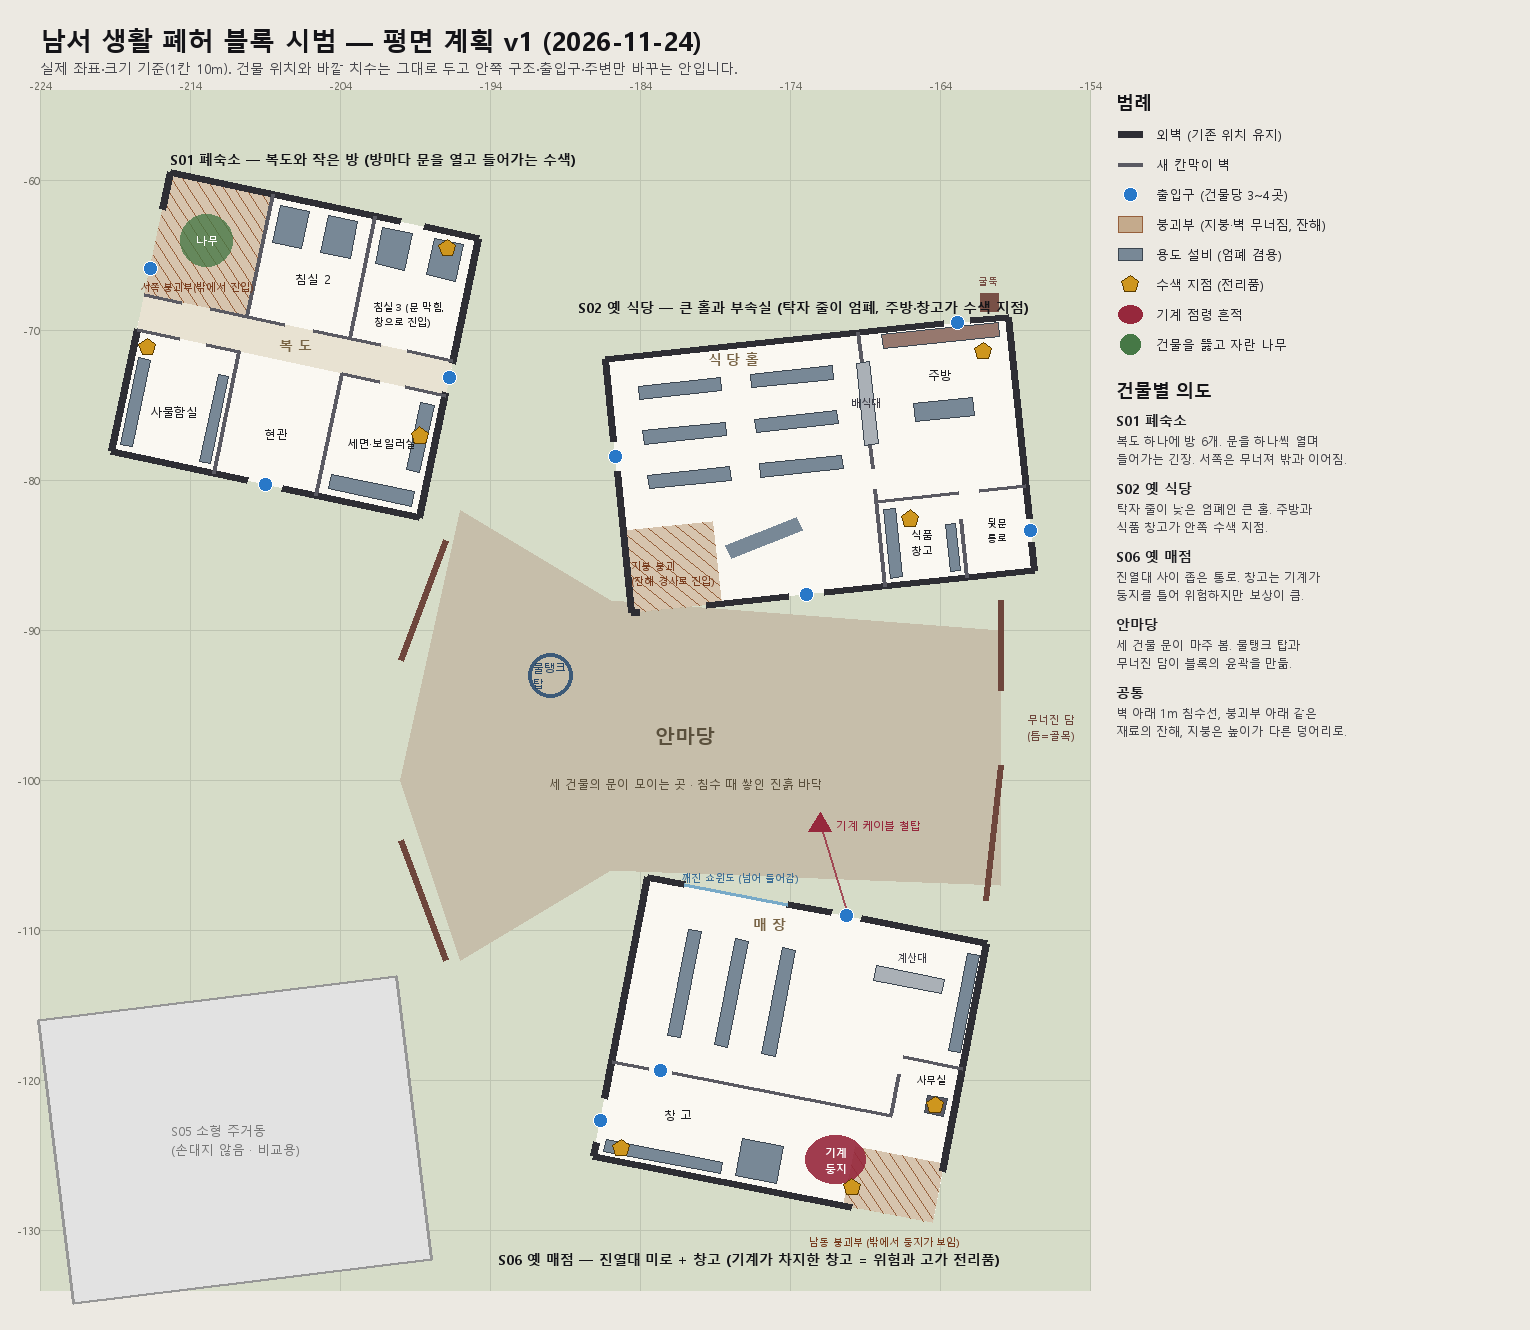 남서 생활 폐허 블록 시범 — 평면 계획 v1 (2026-11-24)
실제 좌표·크기 기준(1칸 10m). 건물 위치와 바깥 치수는 그대로 두고 안쪽 구조·출입구·주변만 바꾸는 안입니다.
-224
-214
-204
-194
-184
-174
-164
-154
-60
-70
-80
-90
-100
-110
-120
-130
S01 폐숙소 — 복도와 작은 방 (방마다 문을 열고 들어가는 수색)
나무
서쪽 붕괴부(밖에서 진입)
침실 2
침실 3 (문 막힘,
창으로 진입)
복 도
사물함실
현관
세면·보일러실
굴뚝
S02 옛 식당 — 큰 홀과 부속실 (탁자 줄이 엄폐, 주방·창고가 수색 지점)
식 당 홀
배식대
주방
식품
창고
뒷문
통로
지붕 붕괴
(잔해 경사로 진입)
물탱크
탑
안마당
세 건물의 문이 모이는 곳 · 침수 때 쌓인 진흙 바닥
무너진 담
(틈=골목)
기계 케이블 철탑
깨진 쇼윈도 (넘어 들어감)
매 장
계산대
사무실
창 고
기계
둥지
남동 붕괴부 (밖에서 둥지가 보임)
S06 옛 매점 — 진열대 미로 + 창고 (기계가 차지한 창고 = 위험과 고가 전리품)
S05 소형 주거동
(손대지 않음 · 비교용)
범례
외벽 (기존 위치 유지)
새 칸막이 벽
출입구 (건물당 3~4곳)
붕괴부 (지붕·벽 무너짐, 잔해)
용도 설비 (엄폐 겸용)
수색 지점 (전리품)
기계 점령 흔적
건물을 뚫고 자란 나무
건물별 의도
S01 폐숙소
복도 하나에 방 6개. 문을 하나씩 열며
들어가는 긴장. 서쪽은 무너져 밖과 이어짐.
S02 옛 식당
탁자 줄이 낮은 엄폐인 큰 홀. 주방과
식품 창고가 안쪽 수색 지점.
S06 옛 매점
진열대 사이 좁은 통로. 창고는 기계가
둥지를 틀어 위험하지만 보상이 큼.
안마당
세 건물 문이 마주 봄. 물탱크 탑과
무너진 담이 블록의 윤곽을 만듦.
공통
벽 아래 1m 침수선, 붕괴부 아래 같은
재료의 잔해, 지붕은 높이가 다른 덩어리로.